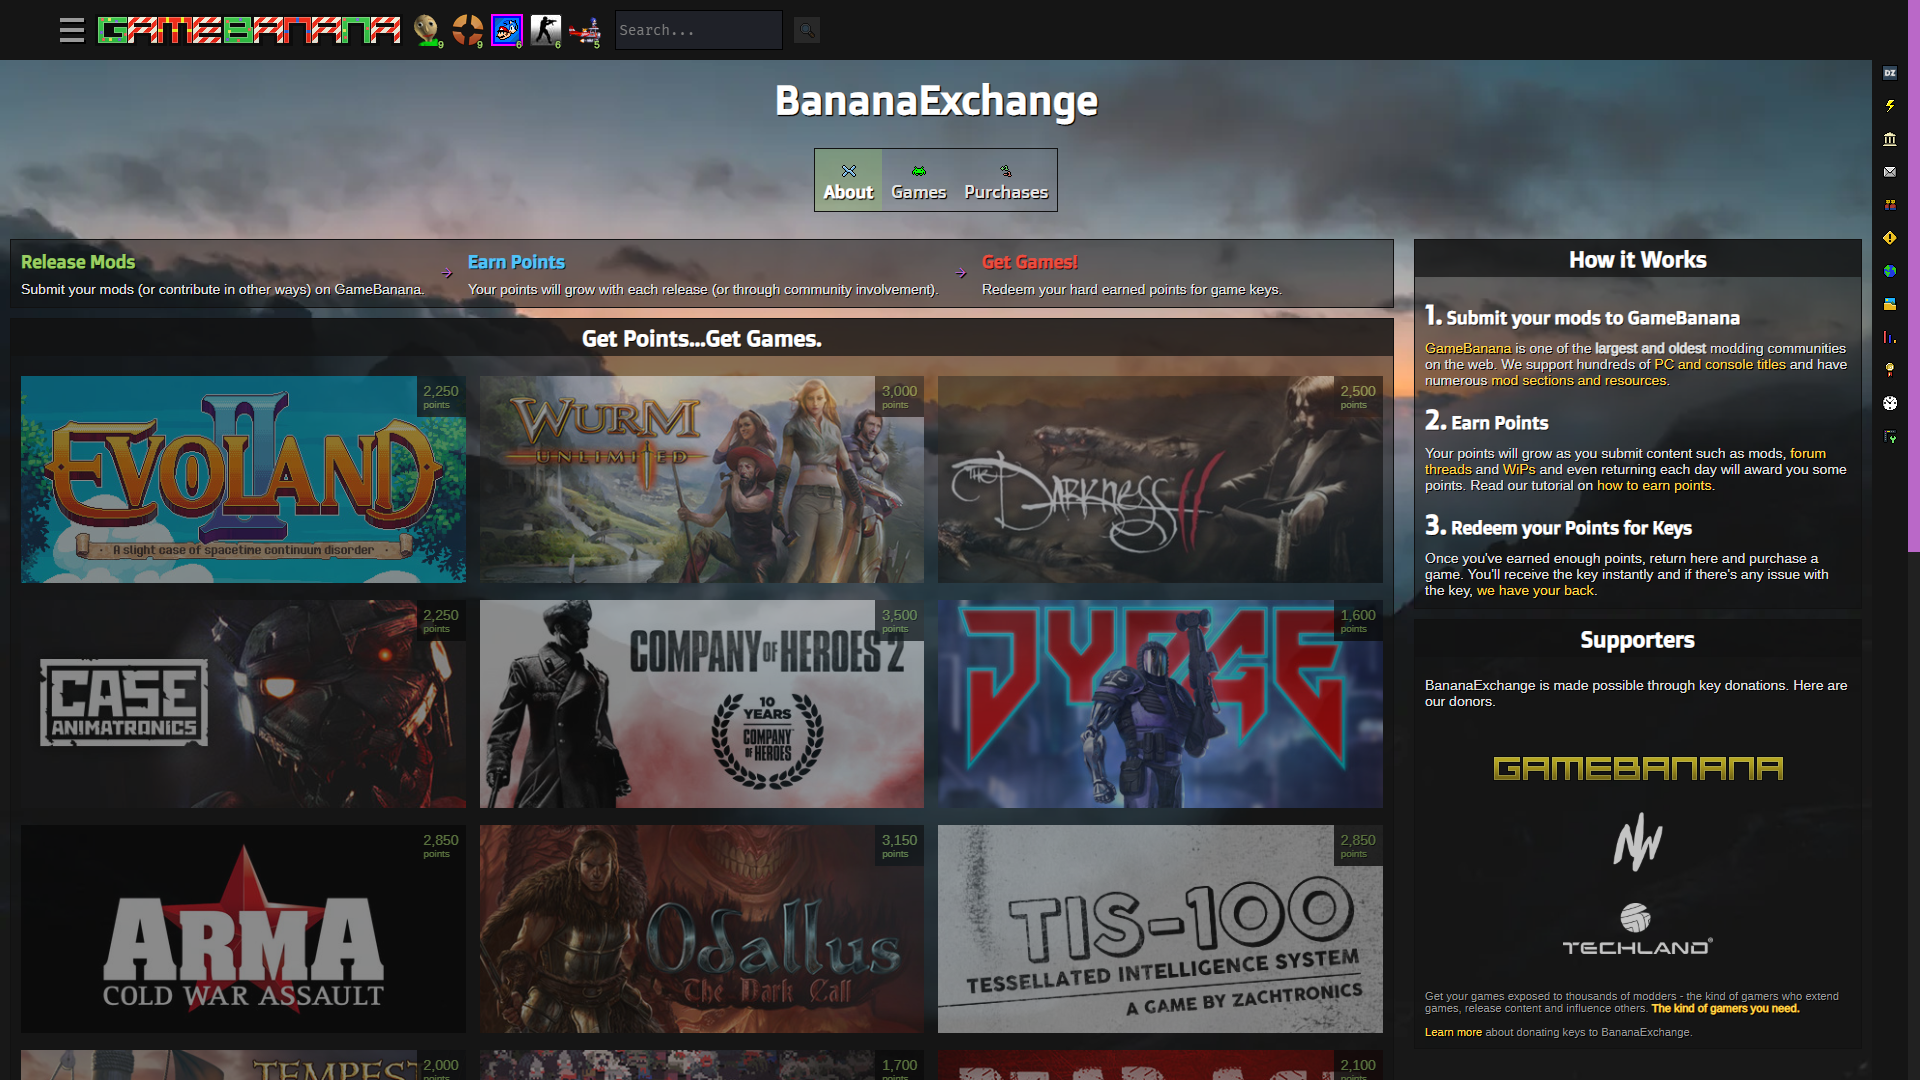 GAMEBANANA
9
9
6
6
5
Search...
BananaExchange
About
Games
Purchases
Release Mods
Submit your mods (or contribute in other ways) on GameBanana.
Earn Points
Your points will grow with each release (or through community involvement).
Get Games!
Redeem your hard earned points for game keys.
Get Points...Get Games.
2,250
points
EVOLAND
II
A slight case of spacetime continuum disorder
3,000
points
WURM
UNLIMITED
2,500
points
THE
DARKNESS II
2,250
points
CASE
ANIMATRONICS
3,500
points
COMPANY OF HEROES 2
10
YEARS
COMPANY
OF HEROES
1,600
points
JYDGE
2,850
points
ARMA
COLD WAR ASSAULT
3,150
points
Odallus
The Dark Call
2,850
points
TIS-100
TESSELLATED INTELLIGENCE SYSTEM
A GAME BY ZACHTRONICS
2,000
points
TEMPEST
1,700
points
2,100
points
How it Works
1. Submit your mods to GameBanana
GameBanana is one of the largest and oldest modding communities
on the web. We support hundreds of PC and console titles and have
numerous mod sections and resources.
2. Earn Points
Your points will grow as you submit content such as mods, forum
threads and WiPs and even returning each day will award you some
points. Read our tutorial on how to earn points.
3. Redeem your Points for Keys
Once you've earned enough points, return here and purchase a
game. You'll receive the key instantly and if there's any issue with
the key, we have your back.
Supporters
BananaExchange is made possible through key donations. Here are
our donors.
GAMEBANANA
NW
TECHLAND®
Get your games exposed to thousands of modders - the kind of gamers who extend
games, release content and influence others. The kind of gamers you need.
Learn more about donating keys to BananaExchange.
DZ